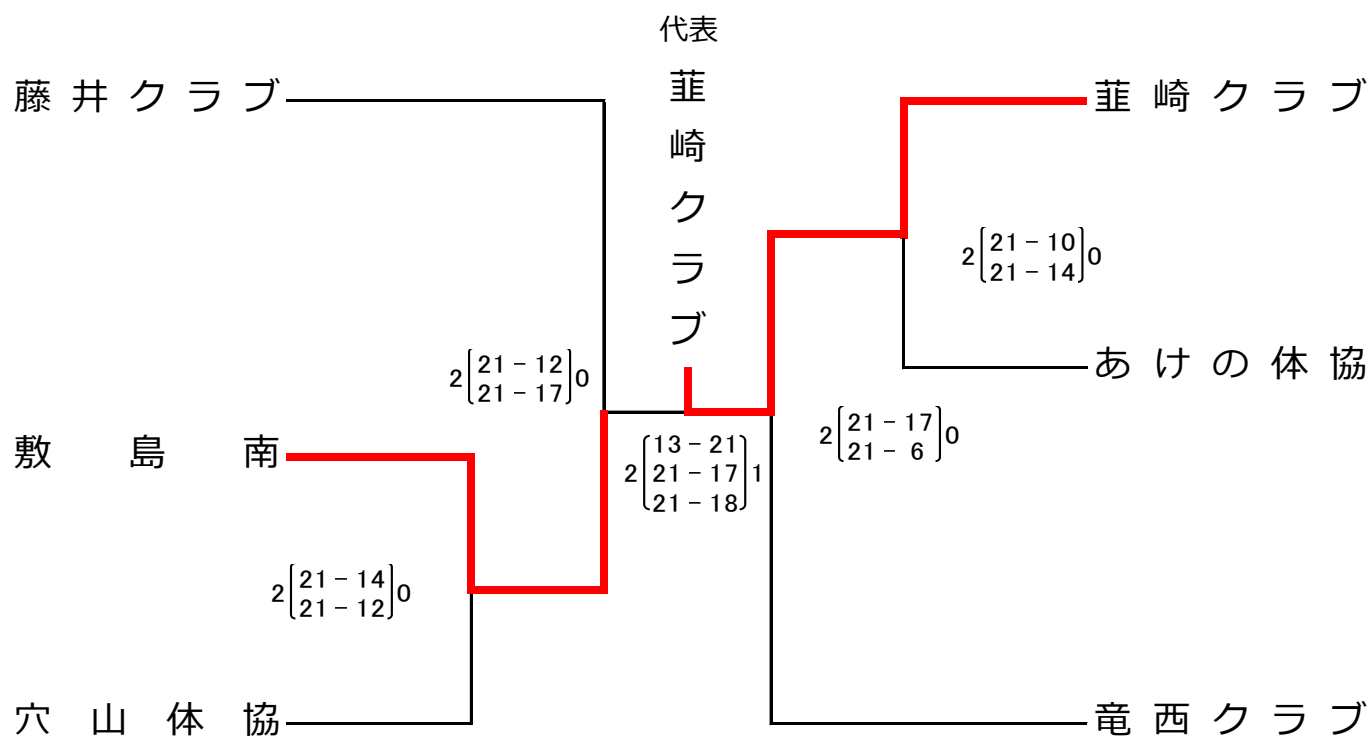 代表
韮崎クラブ
藤井クラブ
敷島南
穴山体協
韮崎クラブ
あけの体協
竜西クラブ
2 21 − 12 0
21 − 17
2 21 − 14 0
21 − 12
13 − 21
2 21 − 17 1
21 − 18
2 21 − 10 0
21 − 14
2 21 − 17 0
21 − 6